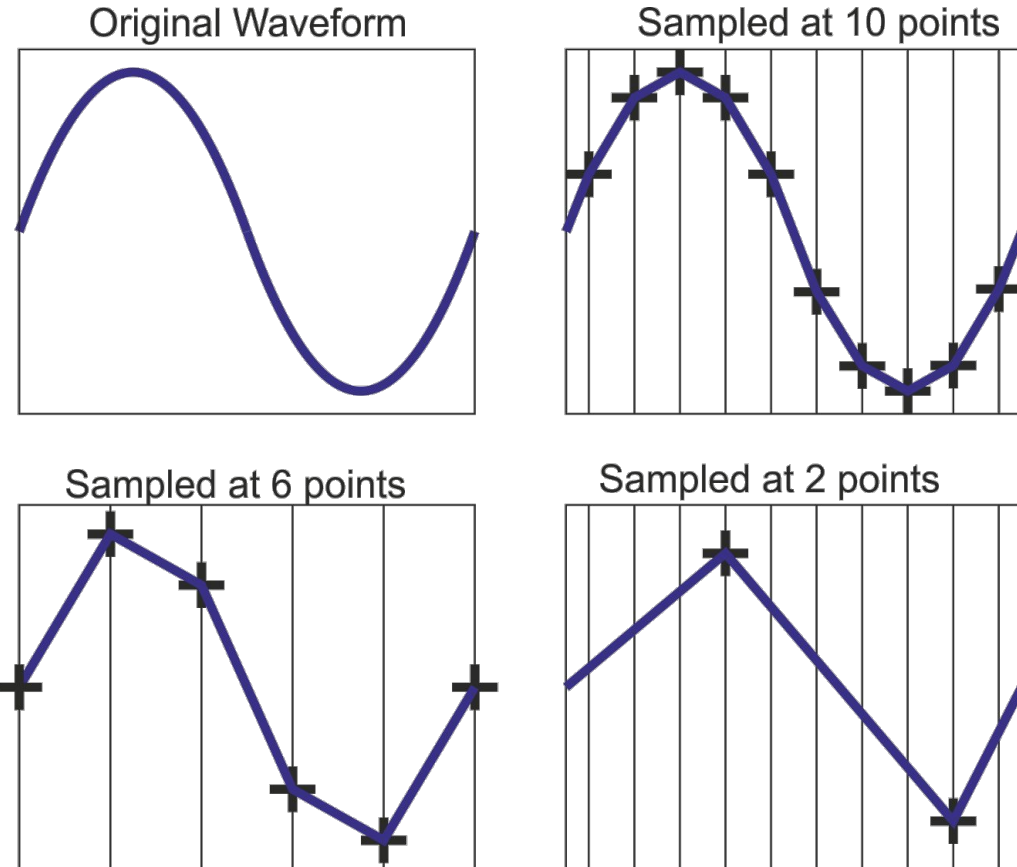 Original Waveform
Sampled at 10 points
Sampled at 6 points
Sampled at 2 points